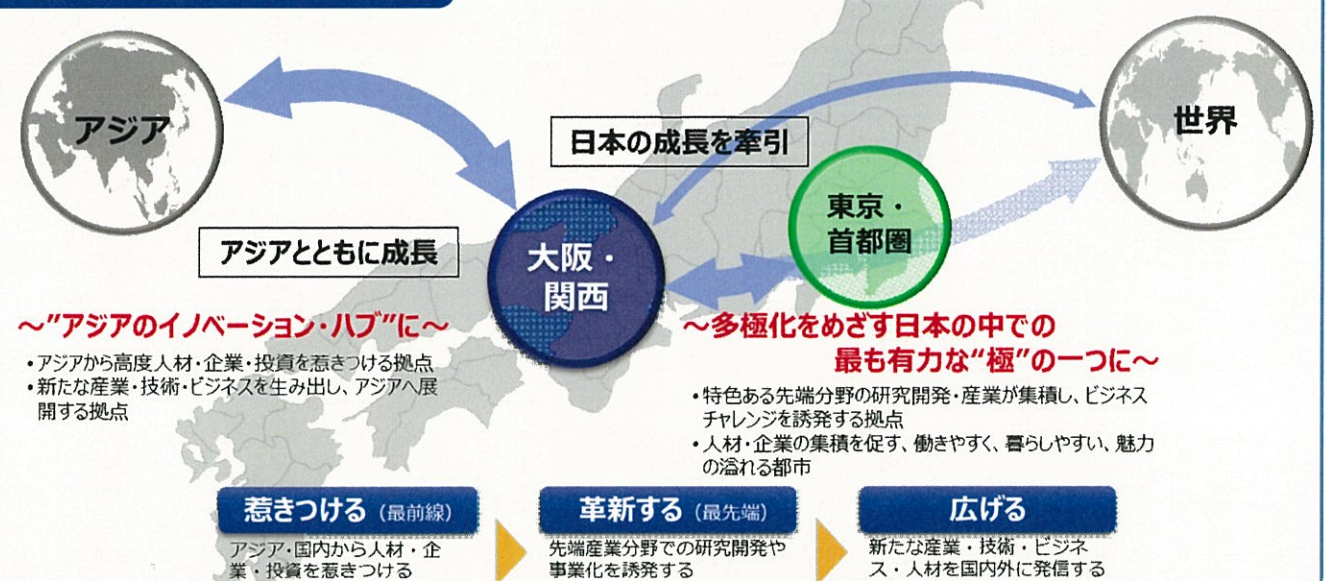 アジア
世界
日本の成長を牽引
東京・
首都圏
アジアとともに成長
大阪・
関西
～"アジアのイノベーション・ハブ"に～
・アジアから高度人材・企業・投資を惹きつける拠点
・新たな産業・技術・ビジネスを生み出し、アジアへ展
開する拠点
～多極化をめざす日本の中での
最も有力な“極”の一つに～
・特色ある先端分野の研究開発・産業が集積し、ビジネス
チャレンジを誘発する拠点
・人材・企業の集積を促す、働きやすく、暮らしやすい、魅力
の溢れる都市
惹きつける（最前線）
アジア・国内から人材・企
業・投資を惹きつける
革新する（最先端）
先端産業分野での研究開発や
事業化を誘発する
広げる
新たな産業・技術・ビジネ
ス・人材を国内外に発信する